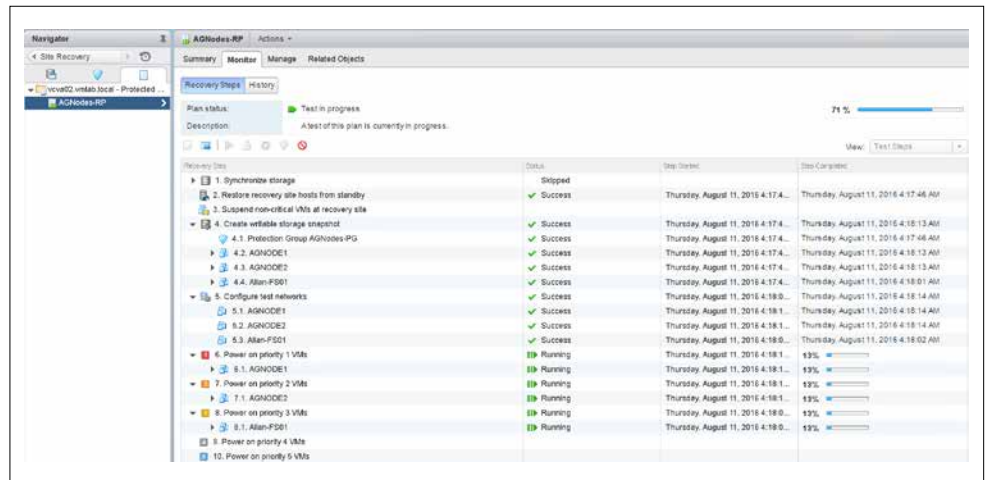 Navigator
AGNodes-RP Actions
Site Recovery
Summary Monitor Manage Related Objects
vcva02.vmlab.local - Protected ...
AGNodes-RP
Recovery Steps History
Plan status: Test in progress. 71 %
Description: A test of this plan is currently in progress.
View: Test Steps
Recovery Step Status Step Started Step Completed
1. Synchronize storage Skipped
2. Restore recovery site hosts from standby Success Thursday, August 11, 2016 4:17:4... Thursday, August 11, 2016 4:17:46 AM
3. Suspend non-critical VMs at recovery site
4. Create writable storage snapshot Success Thursday, August 11, 2016 4:17:4... Thursday, August 11, 2016 4:18:13 AM
4.1. Protection Group AGNodes-PG Success Thursday, August 11, 2016 4:17:4... Thursday, August 11, 2016 4:17:46 AM
4.2. AGNODE1 Success Thursday, August 11, 2016 4:17:4... Thursday, August 11, 2016 4:18:13 AM
4.3. AGNODE2 Success Thursday, August 11, 2016 4:17:4... Thursday, August 11, 2016 4:18:13 AM
4.4. Allan-FS01 Success Thursday, August 11, 2016 4:17:4... Thursday, August 11, 2016 4:18:01 AM
5. Configure test networks Success Thursday, August 11, 2016 4:18:0... Thursday, August 11, 2016 4:18:14 AM
5.1. AGNODE1 Success Thursday, August 11, 2016 4:18:1... Thursday, August 11, 2016 4:18:14 AM
5.2. AGNODE2 Success Thursday, August 11, 2016 4:18:1... Thursday, August 11, 2016 4:18:14 AM
5.3. Allan-FS01 Success Thursday, August 11, 2016 4:18:0... Thursday, August 11, 2016 4:18:02 AM
6. Power on priority 1 VMs Running Thursday, August 11, 2016 4:18:1... 13%
6.1. AGNODE1 Running Thursday, August 11, 2016 4:18:1... 13%
7. Power on priority 2 VMs Running Thursday, August 11, 2016 4:18:1... 13%
7.1. AGNODE2 Running Thursday, August 11, 2016 4:18:1... 13%
8. Power on priority 3 VMs Running Thursday, August 11, 2016 4:18:0... 13%
8.1. Allan-FS01 Running Thursday, August 11, 2016 4:18:0... 13%
9. Power on priority 4 VMs
10. Power on priority 5 VMs